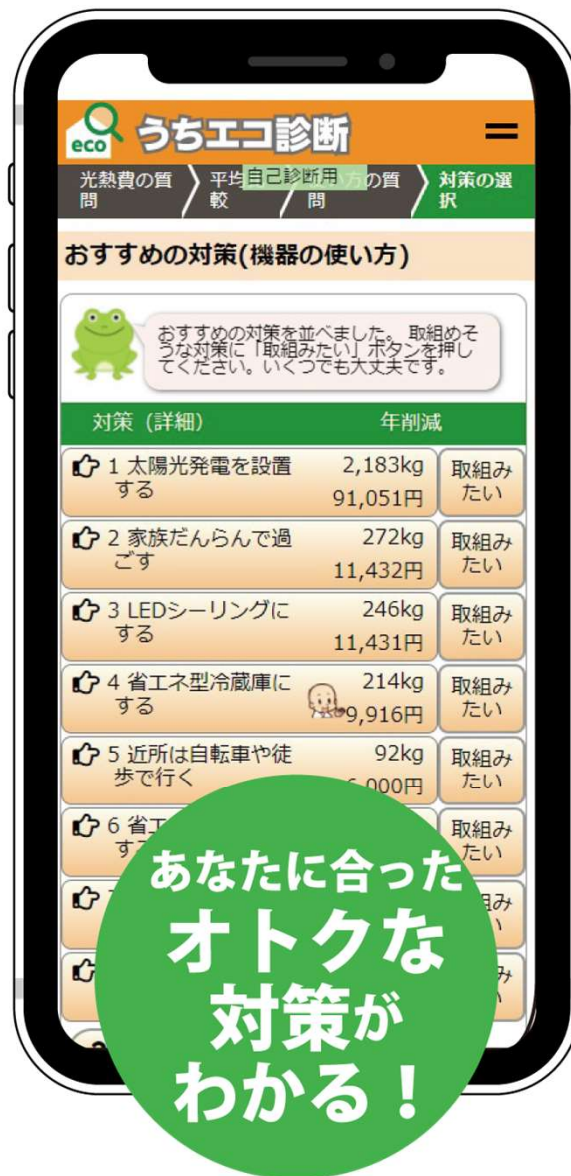 eco うちエコ診断
光熱費の質
問
平均
較
自己診断用
方の質
問
対策の選
択
おすすめの対策(機器の使い方)
おすすめの対策を並べました。取組めそ
うな対策に「取組みたい」ボタンを押し
てください。いくつでも大丈夫です。
対策（詳細） 年削減
1 太陽光発電を設置 2,183kg 取組み
する 91,051円 たい
2 家族だんらんで過 272kg 取組み
ごす 11,432円 たい
3 LEDシーリングに 246kg 取組み
する 11,431円 たい
4 省エネ型冷蔵庫に 214kg 取組み
する 9,916円 たい
5 近所は自転車や徒 92kg 取組み
歩で行く 6,000円 たい
6 省エ 取組み
す たい
あなたに合った
オトクな
対策が
わかる！